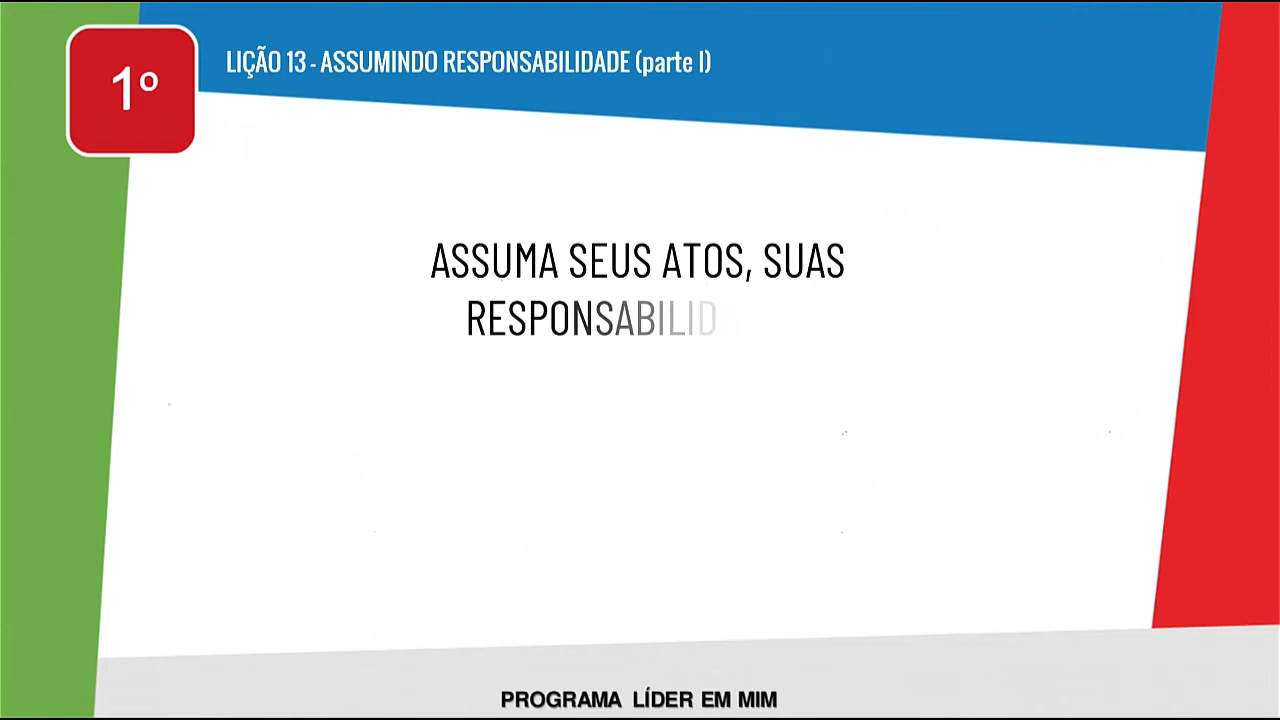 1º
LIÇÃO 13 - ASSUMINDO RESPONSABILIDADE (parte I)
ASSUMA SEUS ATOS, SUAS
RESPONSABILID
PROGRAMA LÍDER EM MIM